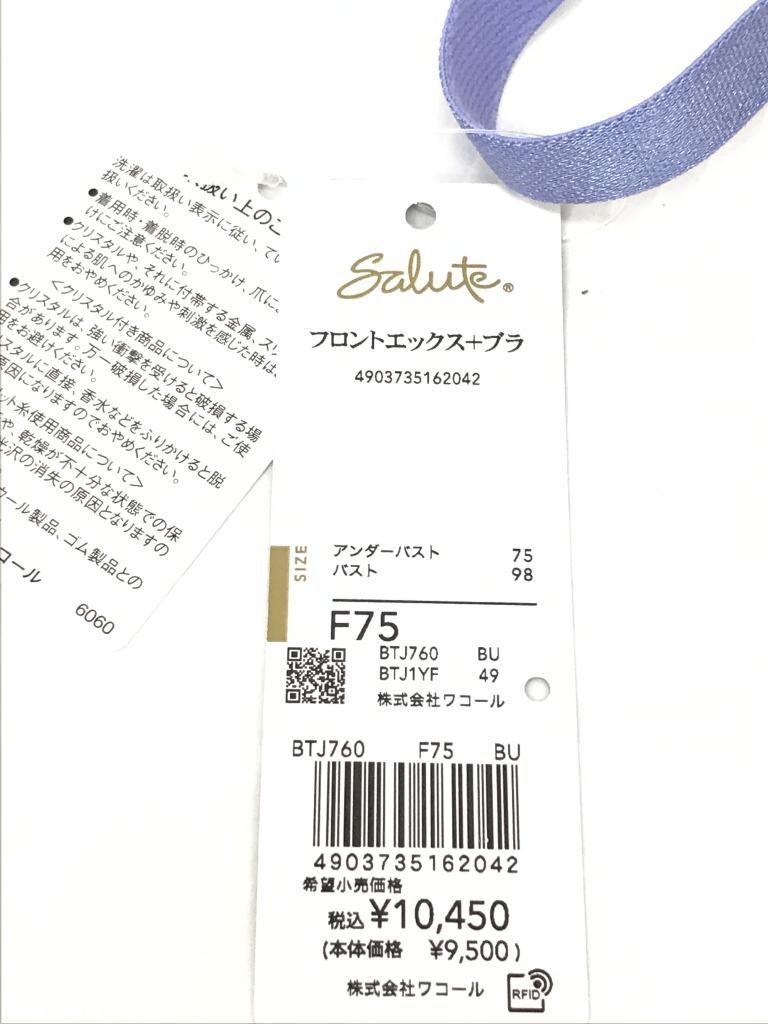 い上のご
洗濯は取扱い表示に従い、
扱いください。
●着用時・着脱時のひっかけ、爪に
けにご注意ください。
●クリスタルや、それに付帯する金属、
による肌へのかゆみや刺激を感じた時は、
用をおやめください。
<クリスタル付き商品について>
●クリスタルは、強い衝撃を受けると破損する場
合があります。万一破損した場合には、ご使
用をお避けください。
スタルに直接、香水などをふりかけると脱
原因になりますのでおやめください。
ット糸使用商品について>
や、乾燥が不十分な状態での保
光沢の消失の原因となりますの
ウール製品、ゴム製品との
コール
6060
Salute®
フロントエックス+ブラ
4903735162042
SIZE
アンダーバスト 75
バスト 98
F75
BTJ760 BU
BTJ1YF 49
株式会社ワコール
BTJ760 F75 BU
4903735162042
希望小売価格
税込 ¥10,450
(本体価格 ¥9,500)
株式会社ワコール
RFID